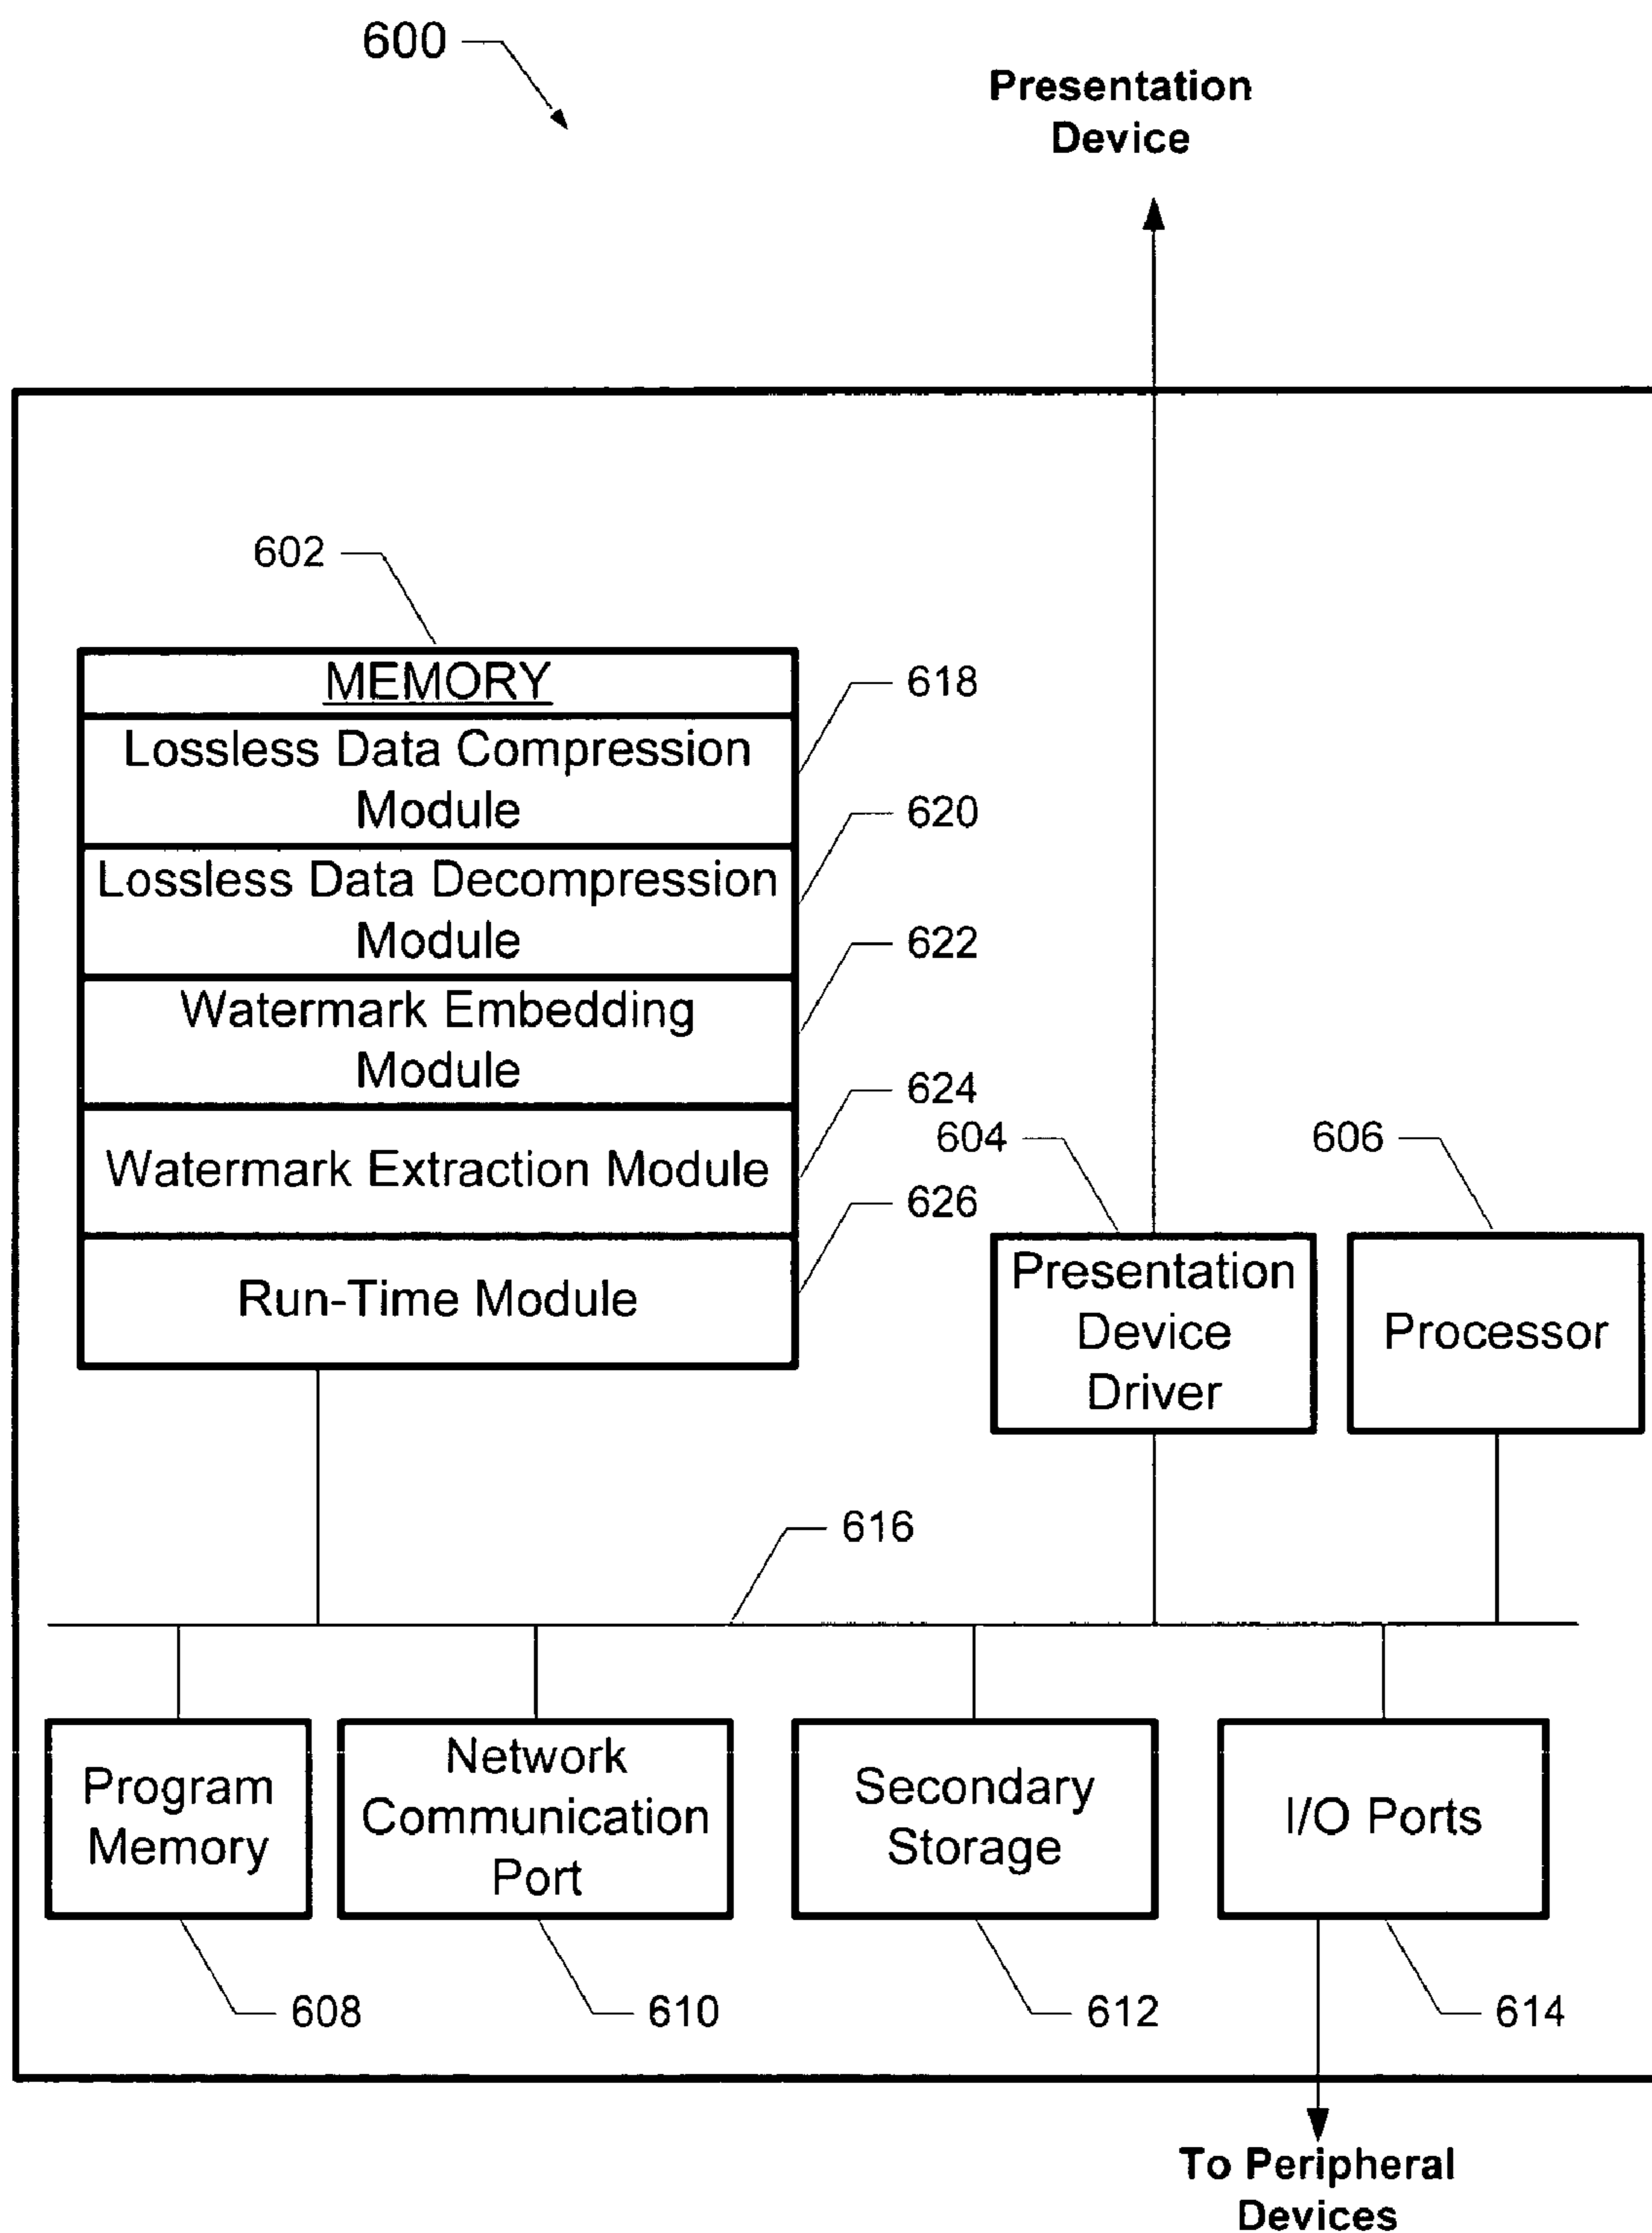 600
Presentation
Device
602
MEMORY
618
Lossless Data Compression
Module
620
Lossless Data Decompression
Module
622
Watermark Embedding
Module
624
Watermark Extraction Module
626
Run-Time Module
604
Presentation
Device
Driver
606
Processor
616
Program
Memory
Network
Communication
Port
Secondary
Storage
I/O Ports
608
610
612
614
To Peripheral
Devices